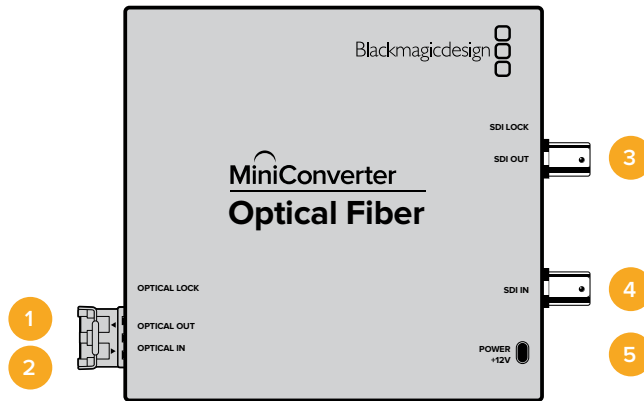 Blackmagicdesign
SDI LOCK
SDI OUT
3
MiniConverter
Optical Fiber
OPTICAL LOCK
SDI IN
4
1
OPTICAL OUT
2
OPTICAL IN
POWER
+12V
5